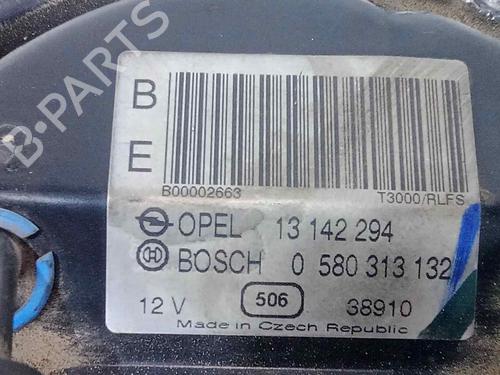 B-PARTS
B
E
B00002663 T3000/RLFS
OPEL 13 142 294
BOSCH 0 580 313 132
12 V 506 38910
Made in Czech Republic